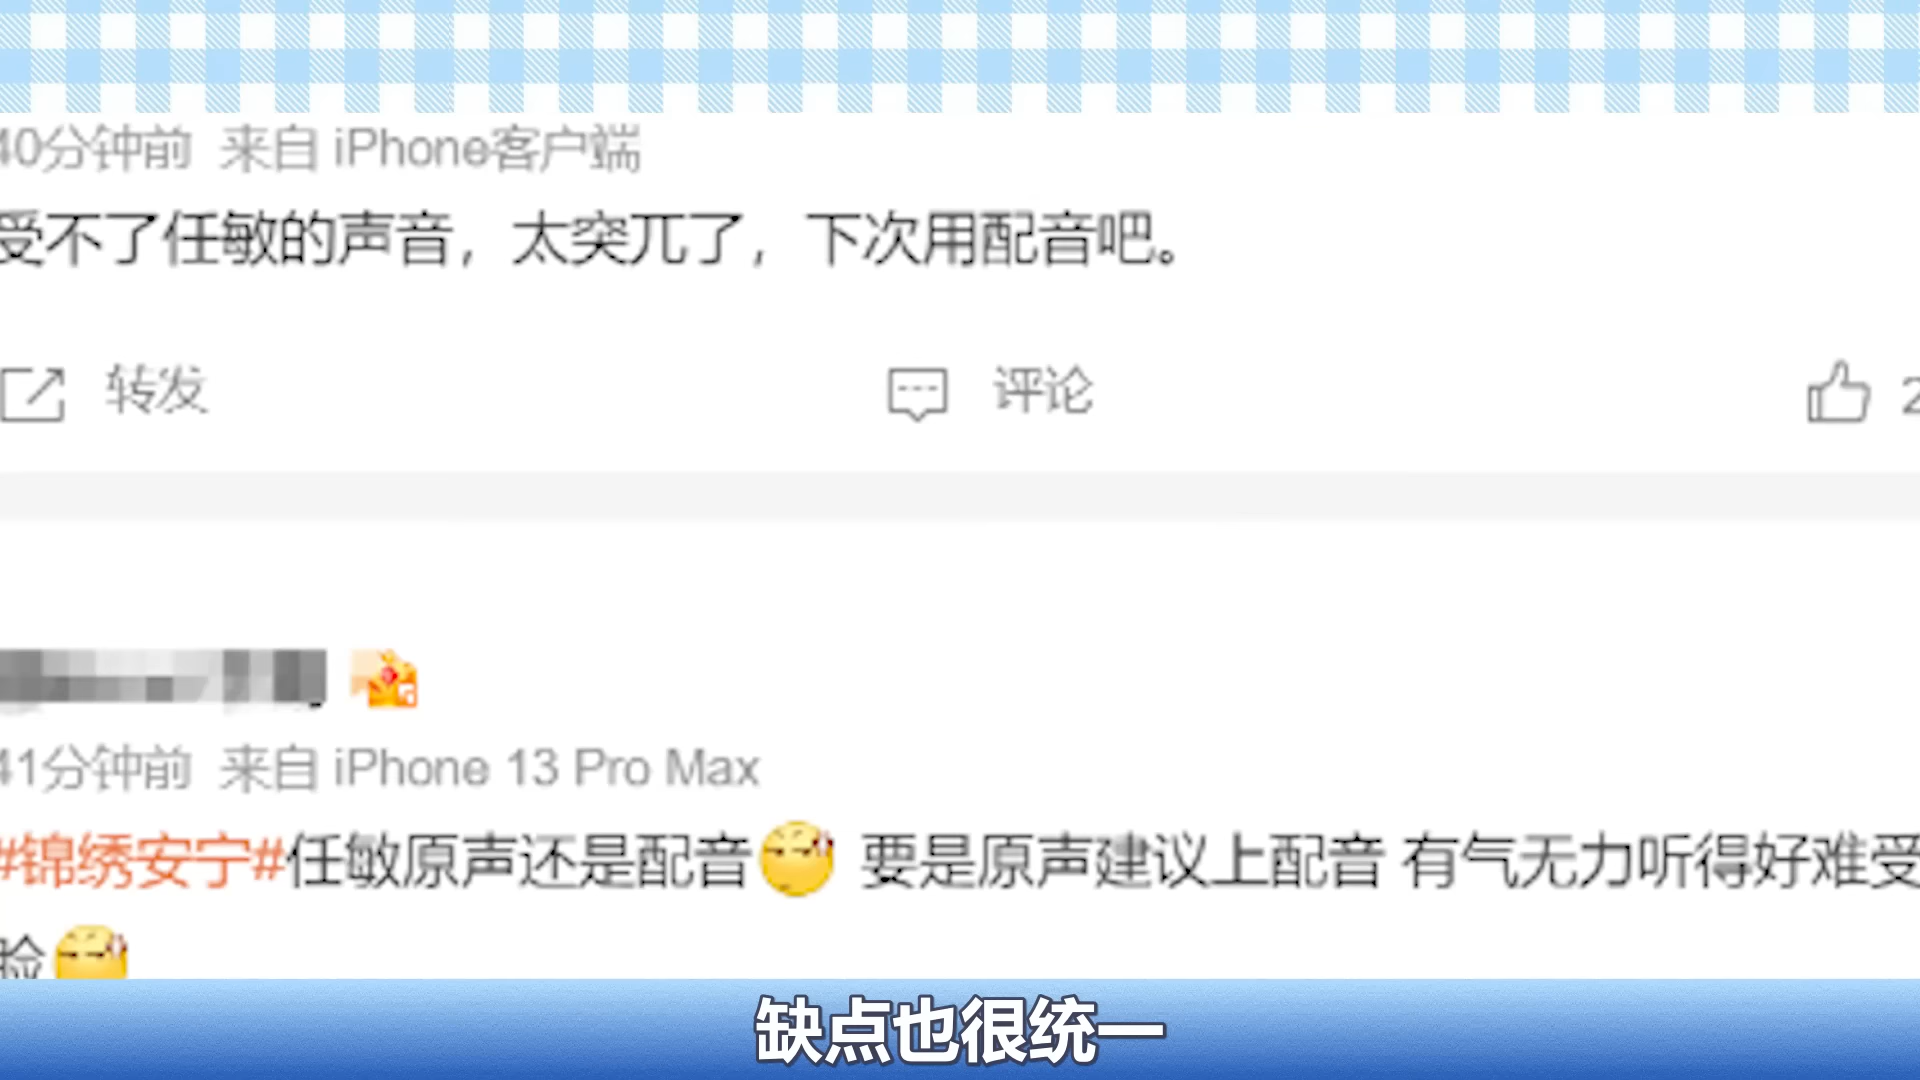 40分钟前 来自 iPhone客户端
受不了任敏的声音，太突兀了，下次用配音吧。
转发 评论 2
41分钟前 来自 iPhone 13 Pro Max
#锦绣安宁#任敏原声还是配音 要是原声建议上配音 有气无力听得好难受
验
缺点也很统一